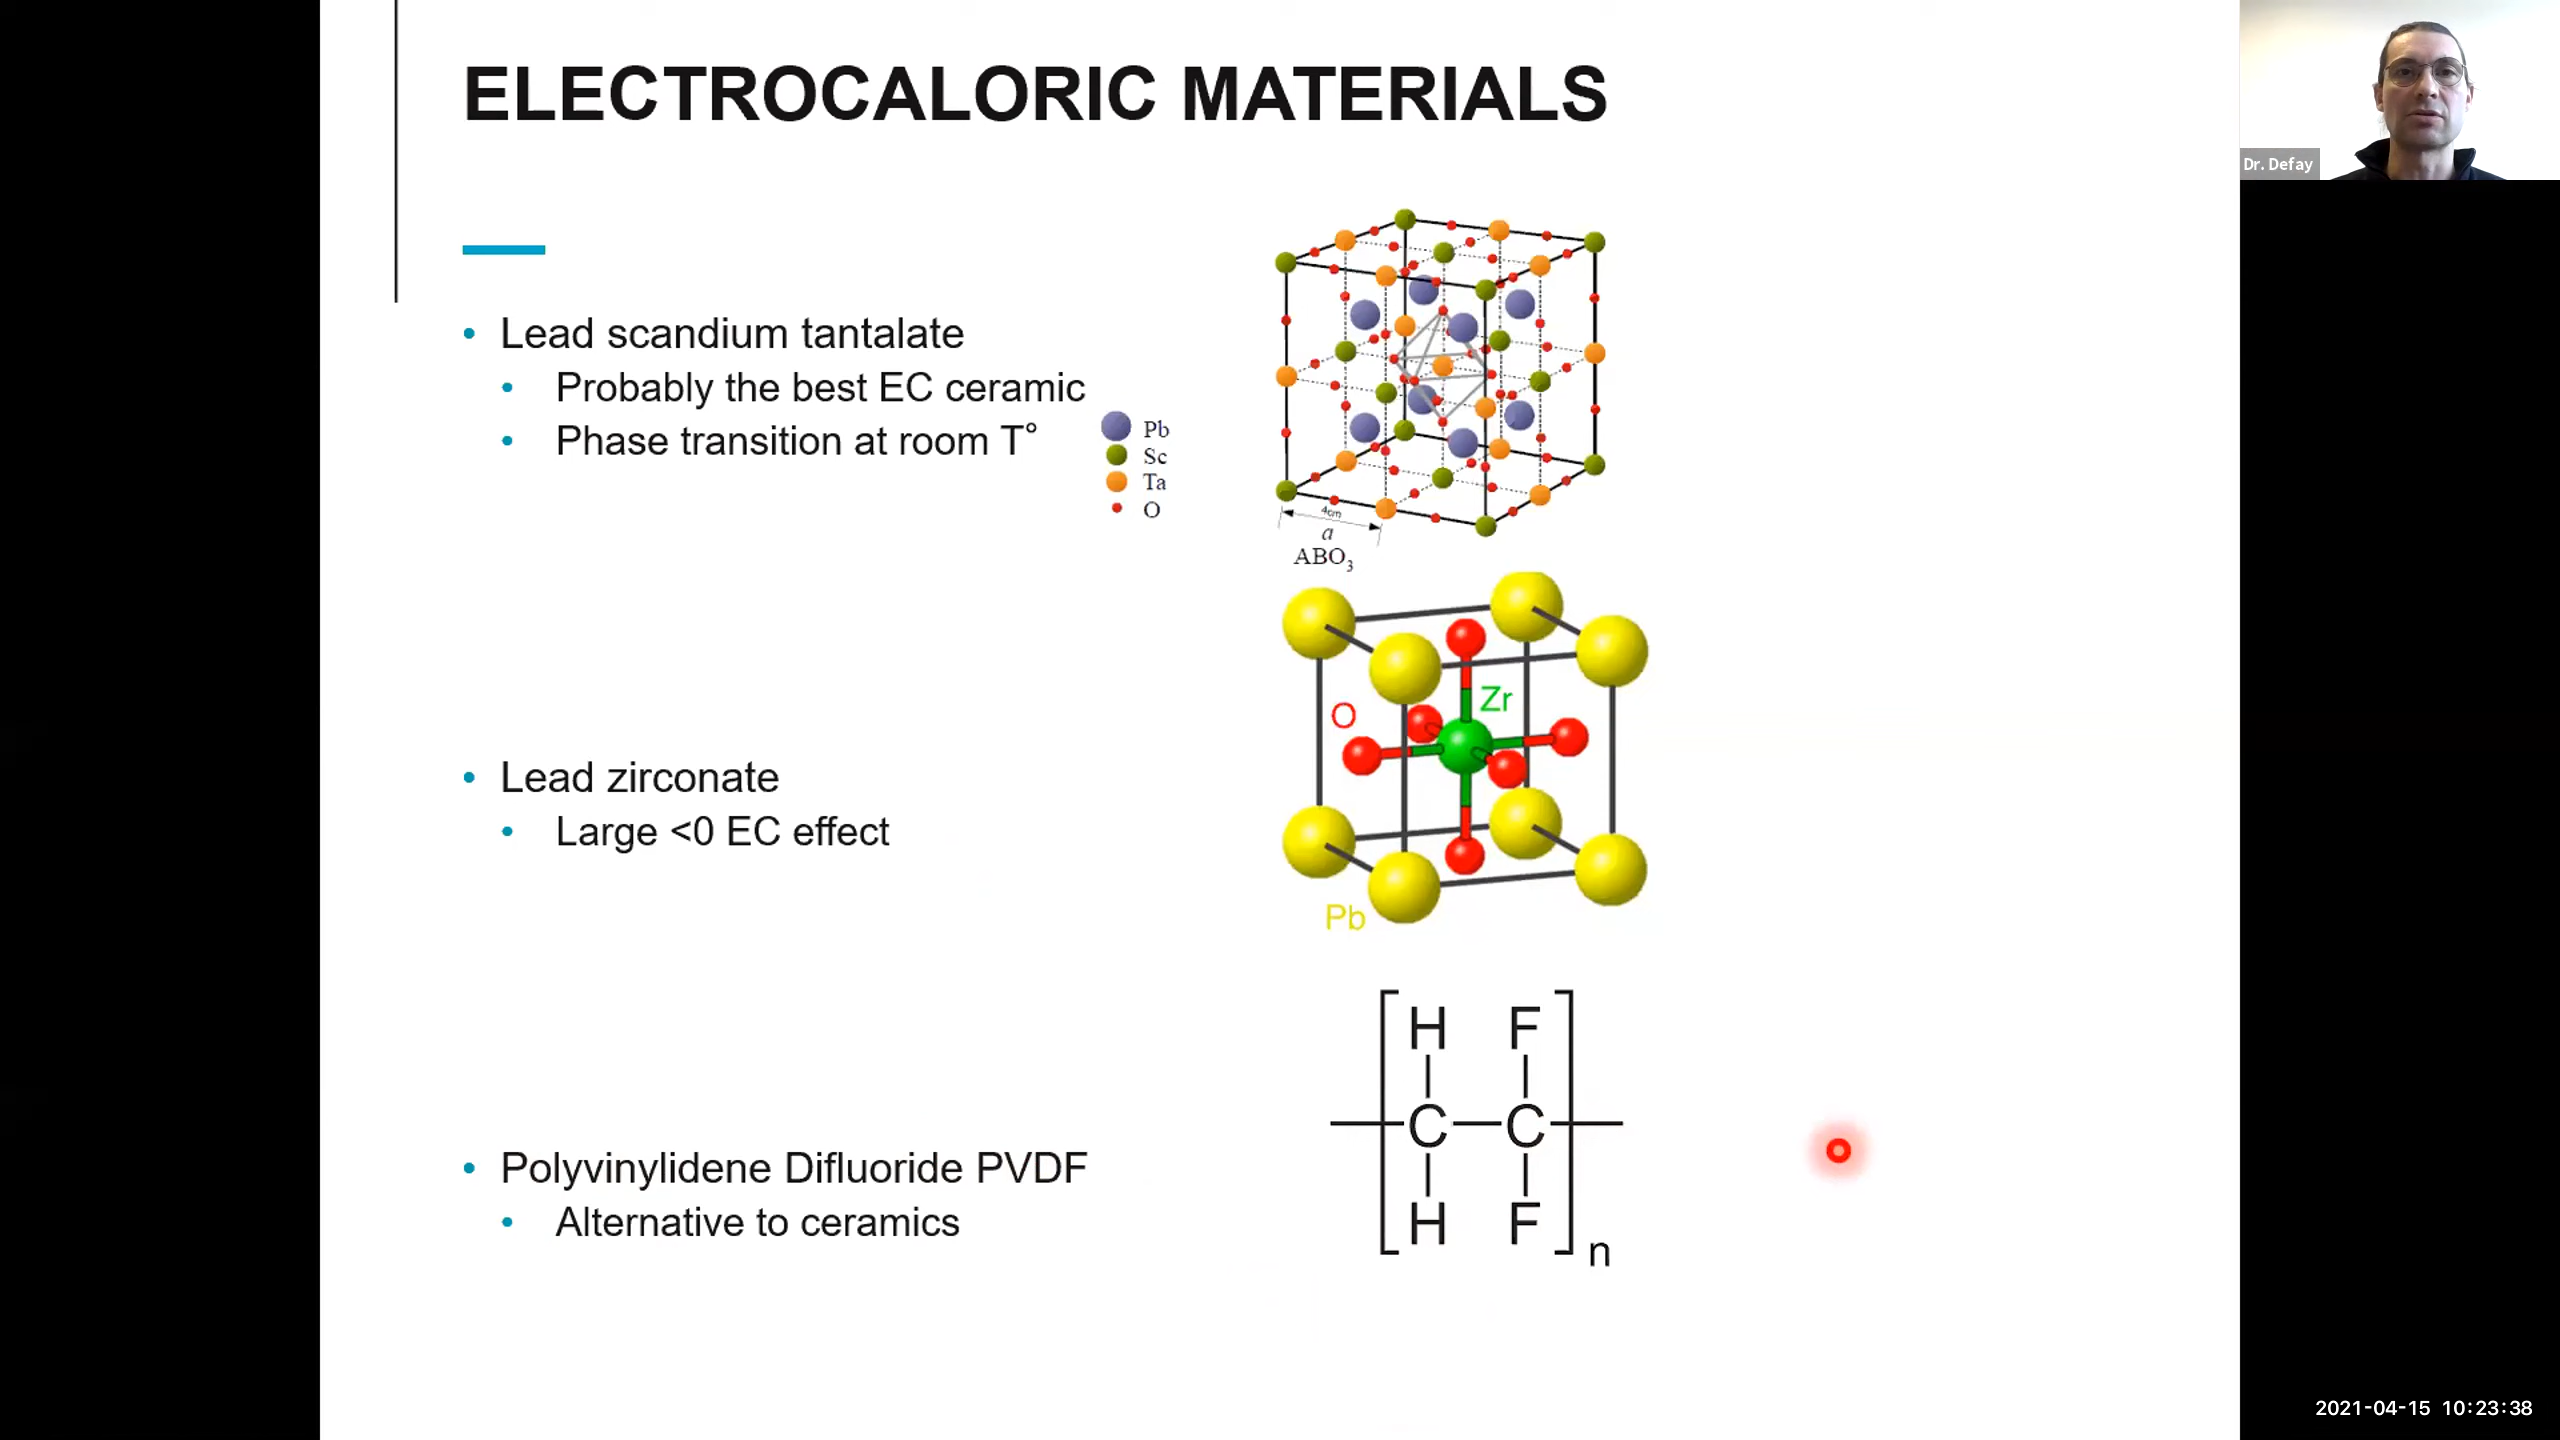 ELECTROCALORIC MATERIALS
Dr. Defay
• Lead scandium tantalate
• Probably the best EC ceramic
• Phase transition at room T°
Pb
Sc
Ta
O
4cm
a
ABO3
O
Zr
Pb
• Lead zirconate
• Large <0 EC effect
H F
C C
H F
n
• Polyvinylidene Difluoride PVDF
• Alternative to ceramics
2021-04-15 10:23:38